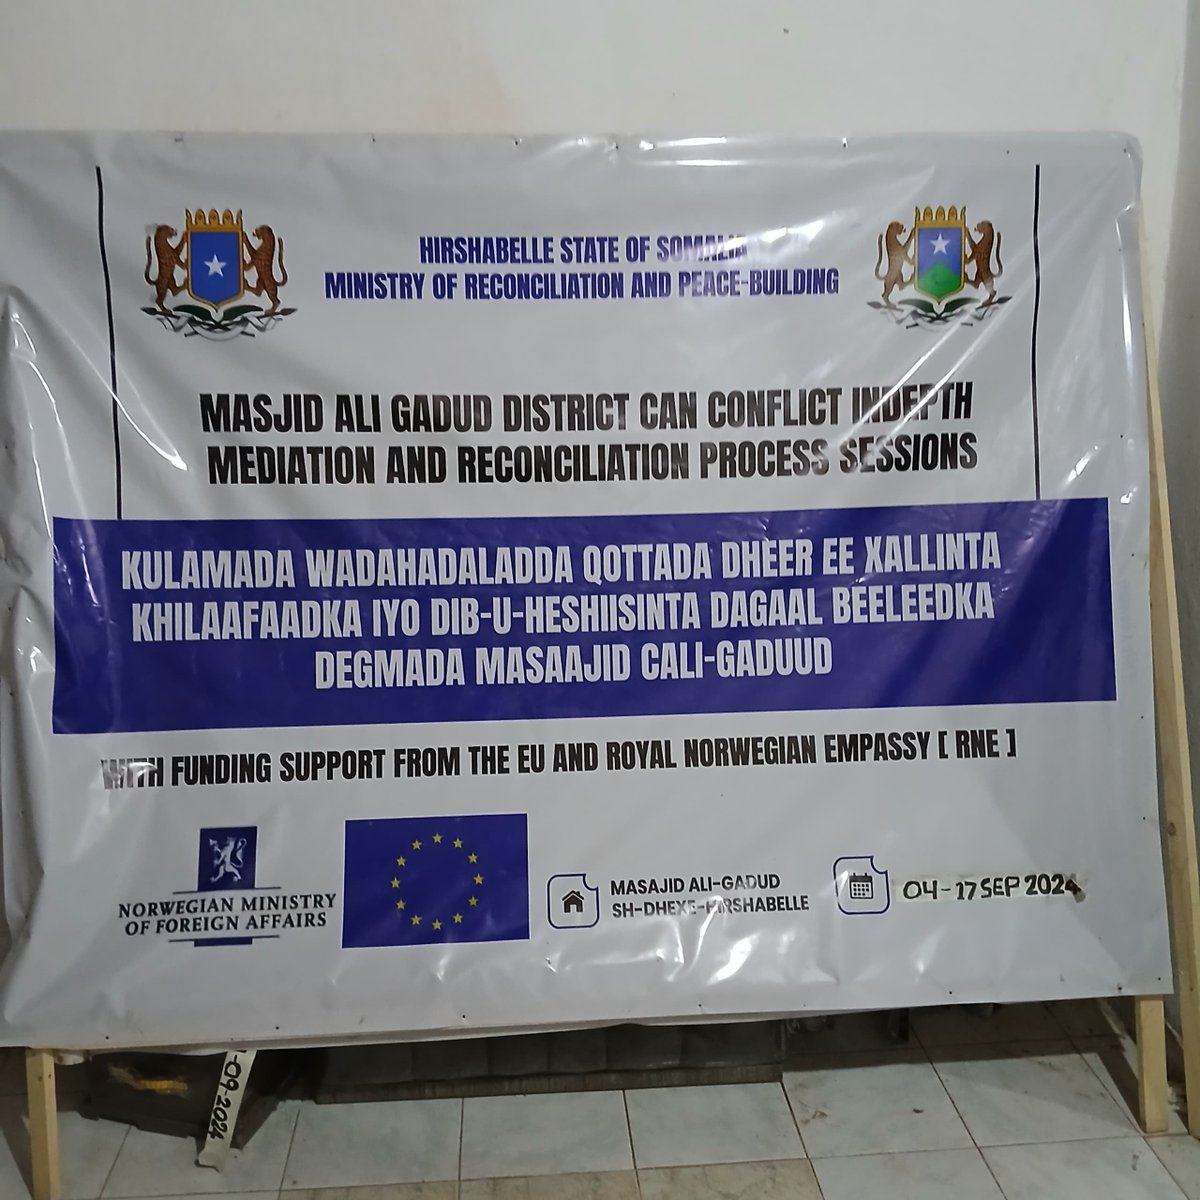 HIRSHABELLE STATE OF SOMALIA
MINISTRY OF RECONCILIATION AND PEACE-BUILDING
MASJID ALI GADUD DISTRICT CAN CONFLICT INDEPTH
MEDIATION AND RECONCILIATION PROCESS SESSIONS
KULAMADA WADAHADALADDA QOTTADA DHEER EE XALLINTA
KHILAAFAADKA IYO DIB-U-HESHIISINTA DAGAAL BEELEEDKA
DEGMADA MASAAJID CALI-GADUUD
WITH FUNDING SUPPORT FROM THE EU AND ROYAL NORWEGIAN EMPASSY [ RNE ]
NORWEGIAN MINISTRY
OF FOREIGN AFFAIRS
MASAJID ALI-GADUD
SH-DHEXE-HIRSHABELLE
04-17 SEP 2024
-09-2024